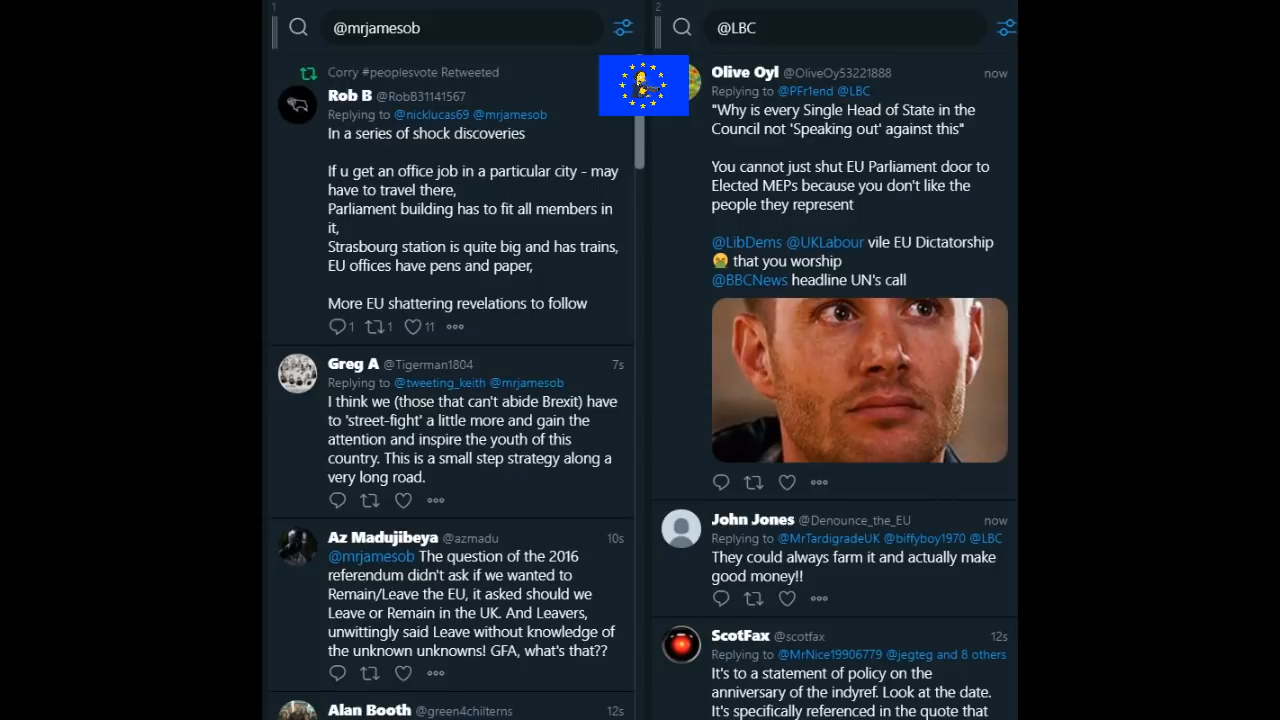 1
@mrjamesob
Corry #peoplesvote Retweeted
Rob B @RobB31141567
Replying to @nicklucas69 @mrjamesob
In a series of shock discoveries
If u get an office job in a particular city - may
have to travel there,
Parliament building has to fit all members in
it,
Strasbourg station is quite big and has trains,
EU offices have pens and paper,
More EU shattering revelations to follow
1 1 11
Greg A @Tigerman1804 7s
Replying to @tweeting_keith @mrjamesob
I think we (those that can't abide Brexit) have
to 'street-fight' a little more and gain the
attention and inspire the youth of this
country. This is a small step strategy along a
very long road.
Az Madujibeya @azmadu 10s
@mrjamesob The question of the 2016
referendum didn't ask if we wanted to
Remain/Leave the EU, it asked should we
Leave or Remain in the UK. And Leavers,
unwittingly said Leave without knowledge of
the unknown unknowns! GFA, what's that??
Alan Booth @green4chilterns 12s
2
@LBC
Olive Oyl @OliveOy53221888 now
Replying to @PFr1end @LBC
"Why is every Single Head of State in the
Council not 'Speaking out' against this"
You cannot just shut EU Parliament door to
Elected MEPs because you don't like the
people they represent
@LibDems @UKLabour vile EU Dictatorship
🤮 that you worship
@BBCNews headline UN's call
John Jones @Denounce_the_EU now
Replying to @MrTardigradeUK @biffyboy1970 @LBC
They could always farm it and actually make
good money!!
ScotFax @scotfax 12s
Replying to @MrNice19906779 @jegteg and 8 others
It's to a statement of policy on the
anniversary of the indyref. Look at the date.
It's specifically referenced in the quote that